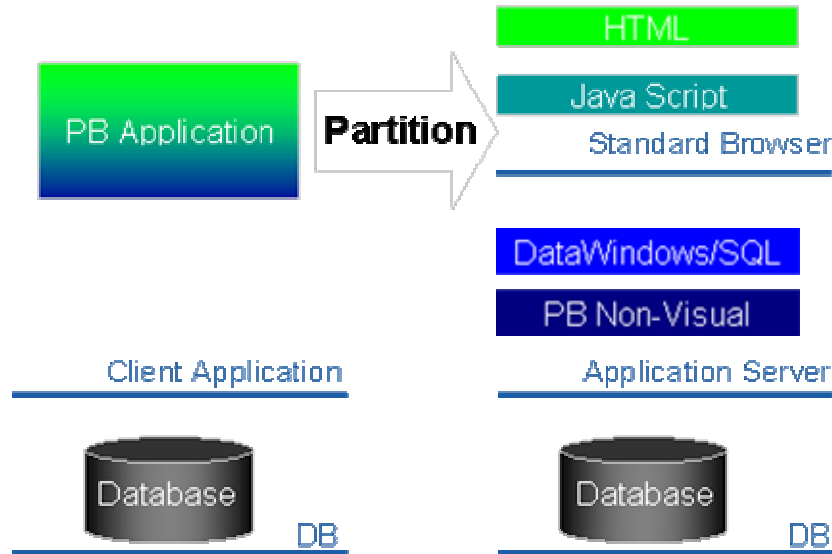 HTML
Java Script
PB Application
Partition
Standard Browser
DataWindows/SQL
PB Non-Visual
Client Application
Application Server
Database
Database
DB
DB